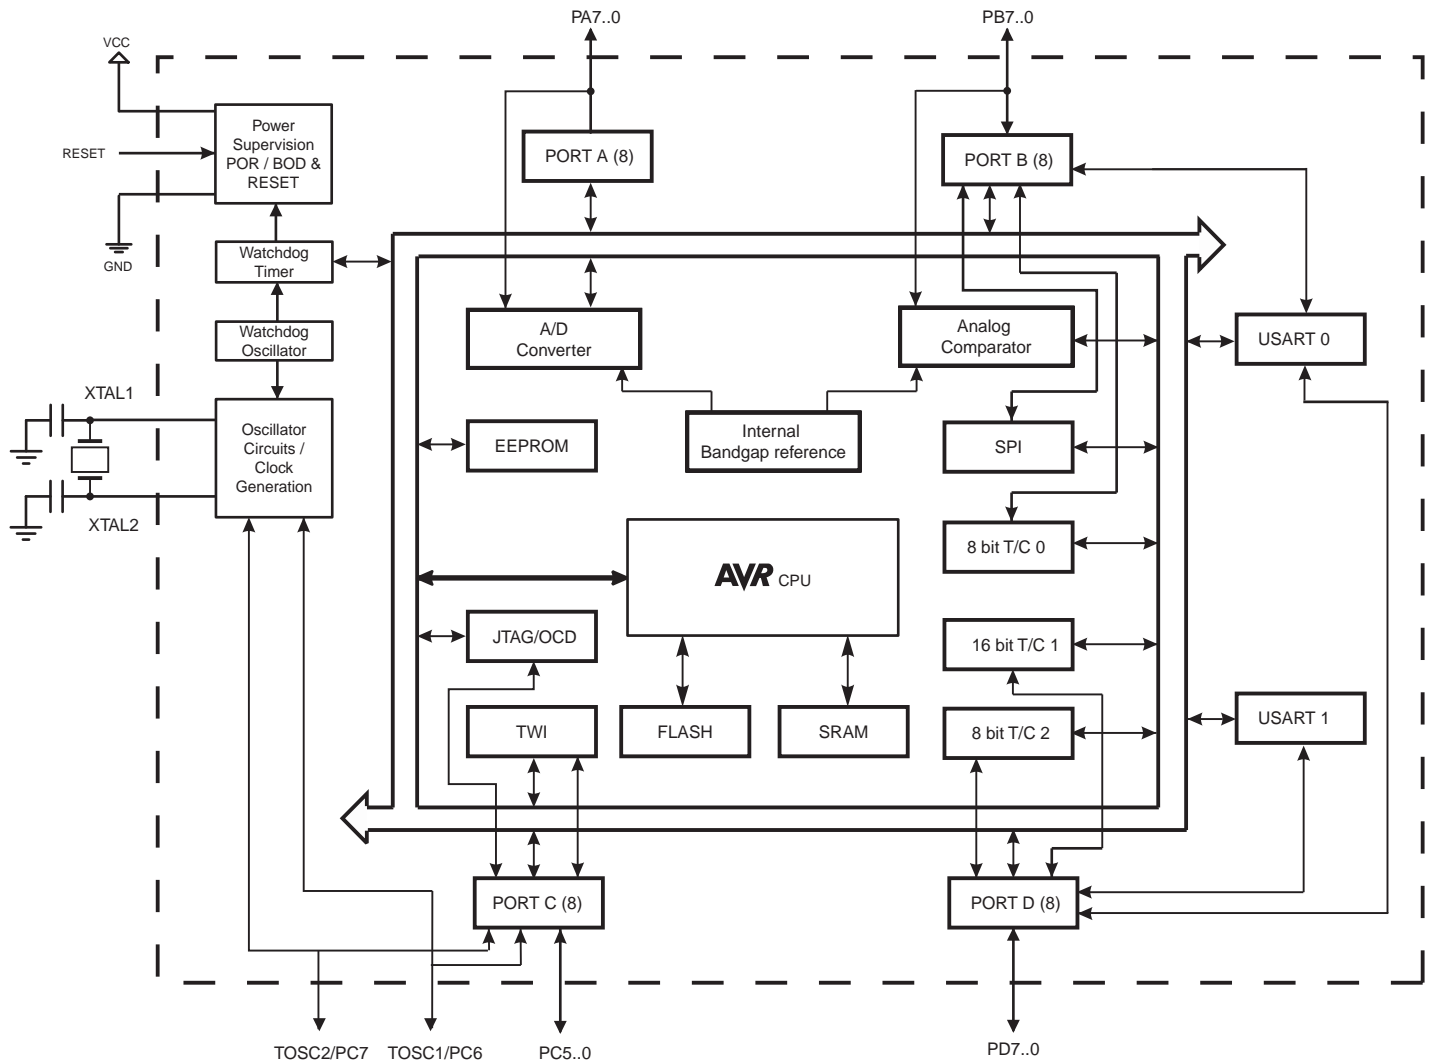 PA7..0
PB7..0
VCC
Power
Supervision
POR / BOD &
RESET
PORT A (8)
PORT B (8)
RESET
GND
Watchdog
Timer
Watchdog
Oscillator
A/D
Converter
Analog
Comparator
USART 0
XTAL1
Oscillator
Circuits /
Clock
Generation
XTAL2
EEPROM
Internal
Bandgap reference
SPI
8 bit T/C 0
AVR CPU
JTAG/OCD
16 bit T/C 1
TWI
FLASH
SRAM
8 bit T/C 2
USART 1
PORT C (8)
PORT D (8)
TOSC2/PC7
TOSC1/PC6
PC5..0
PD7..0